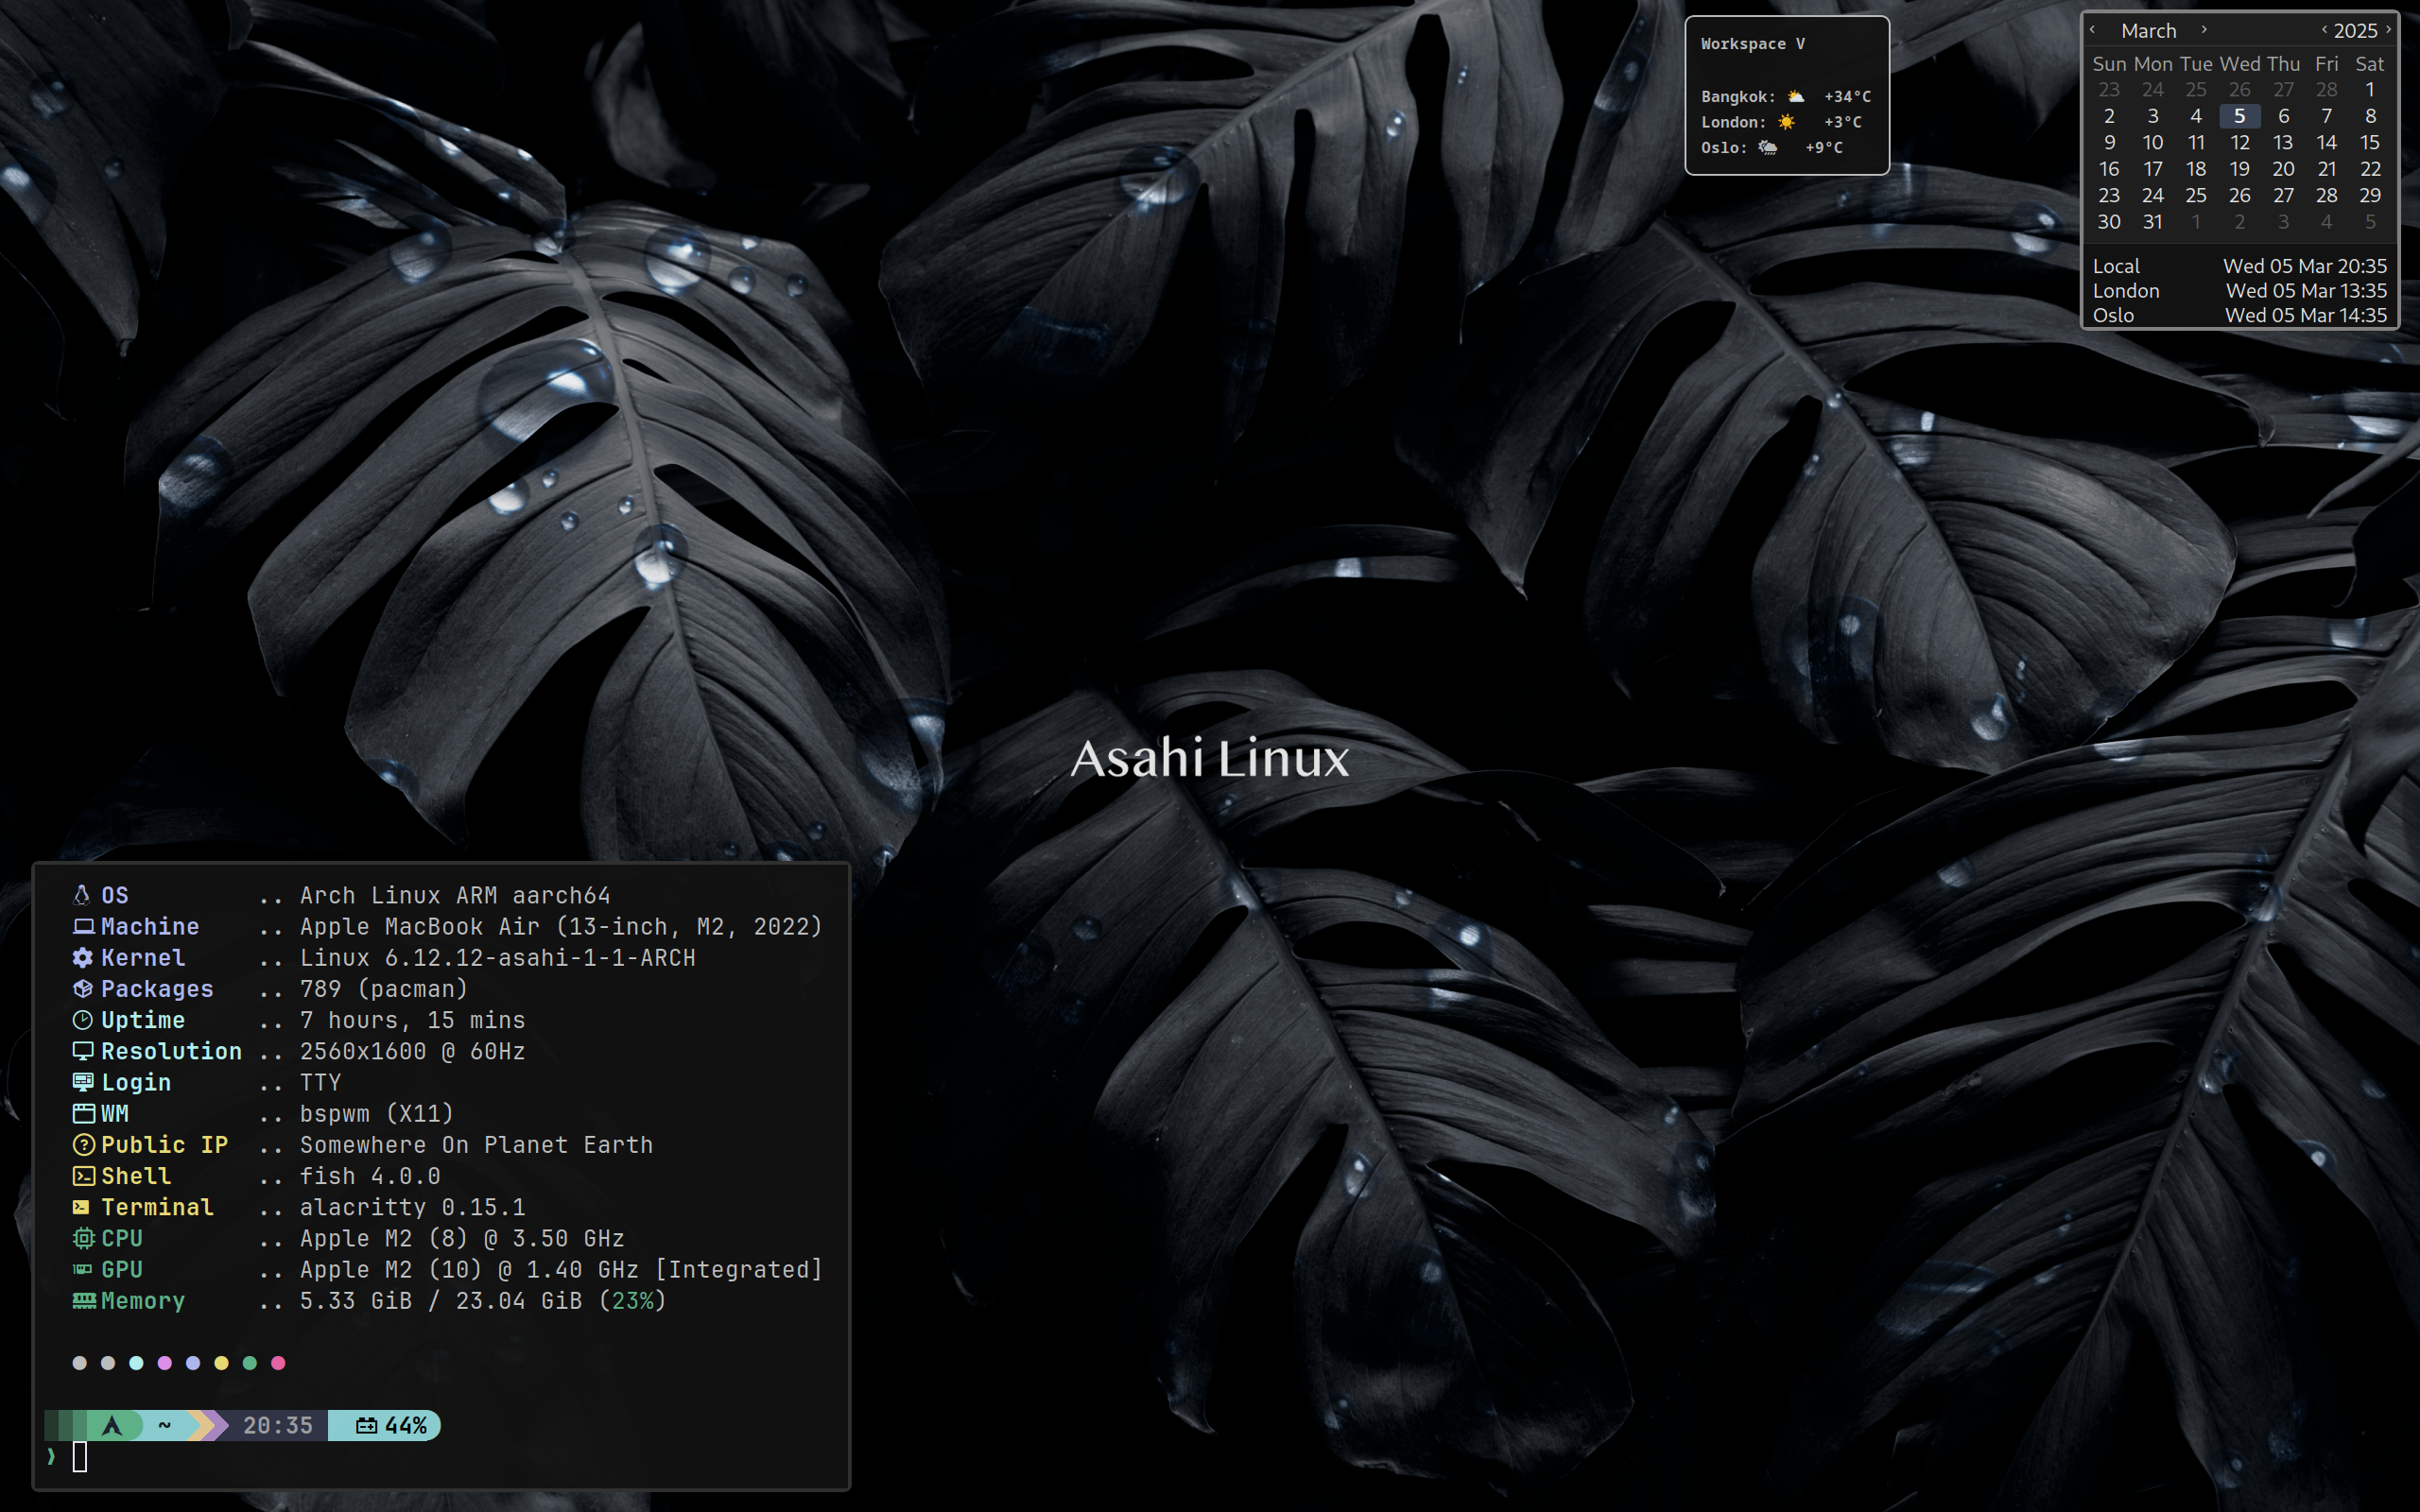 Workspace V
Bangkok: ⛅ +34°C
London: ☀️ +3°C
Oslo: 🌦 +9°C
‹ March › ‹ 2025 ›
Sun Mon Tue Wed Thu Fri Sat
23 24 25 26 27 28 1
2 3 4 5 6 7 8
9 10 11 12 13 14 15
16 17 18 19 20 21 22
23 24 25 26 27 28 29
30 31 1 2 3 4 5
Local Wed 05 Mar 20:35
London Wed 05 Mar 13:35
Oslo Wed 05 Mar 14:35
Asahi Linux
OS .. Arch Linux ARM aarch64
Machine .. Apple MacBook Air (13-inch, M2, 2022)
Kernel .. Linux 6.12.12-asahi-1-1-ARCH
Packages .. 789 (pacman)
Uptime .. 7 hours, 15 mins
Resolution .. 2560x1600 @ 60Hz
Login .. TTY
WM .. bspwm (X11)
Public IP .. Somewhere On Planet Earth
Shell .. fish 4.0.0
Terminal .. alacritty 0.15.1
CPU .. Apple M2 (8) @ 3.50 GHz
GPU .. Apple M2 (10) @ 1.40 GHz [Integrated]
Memory .. 5.33 GiB / 23.04 GiB (23%)
~ 20:35 44%
❯